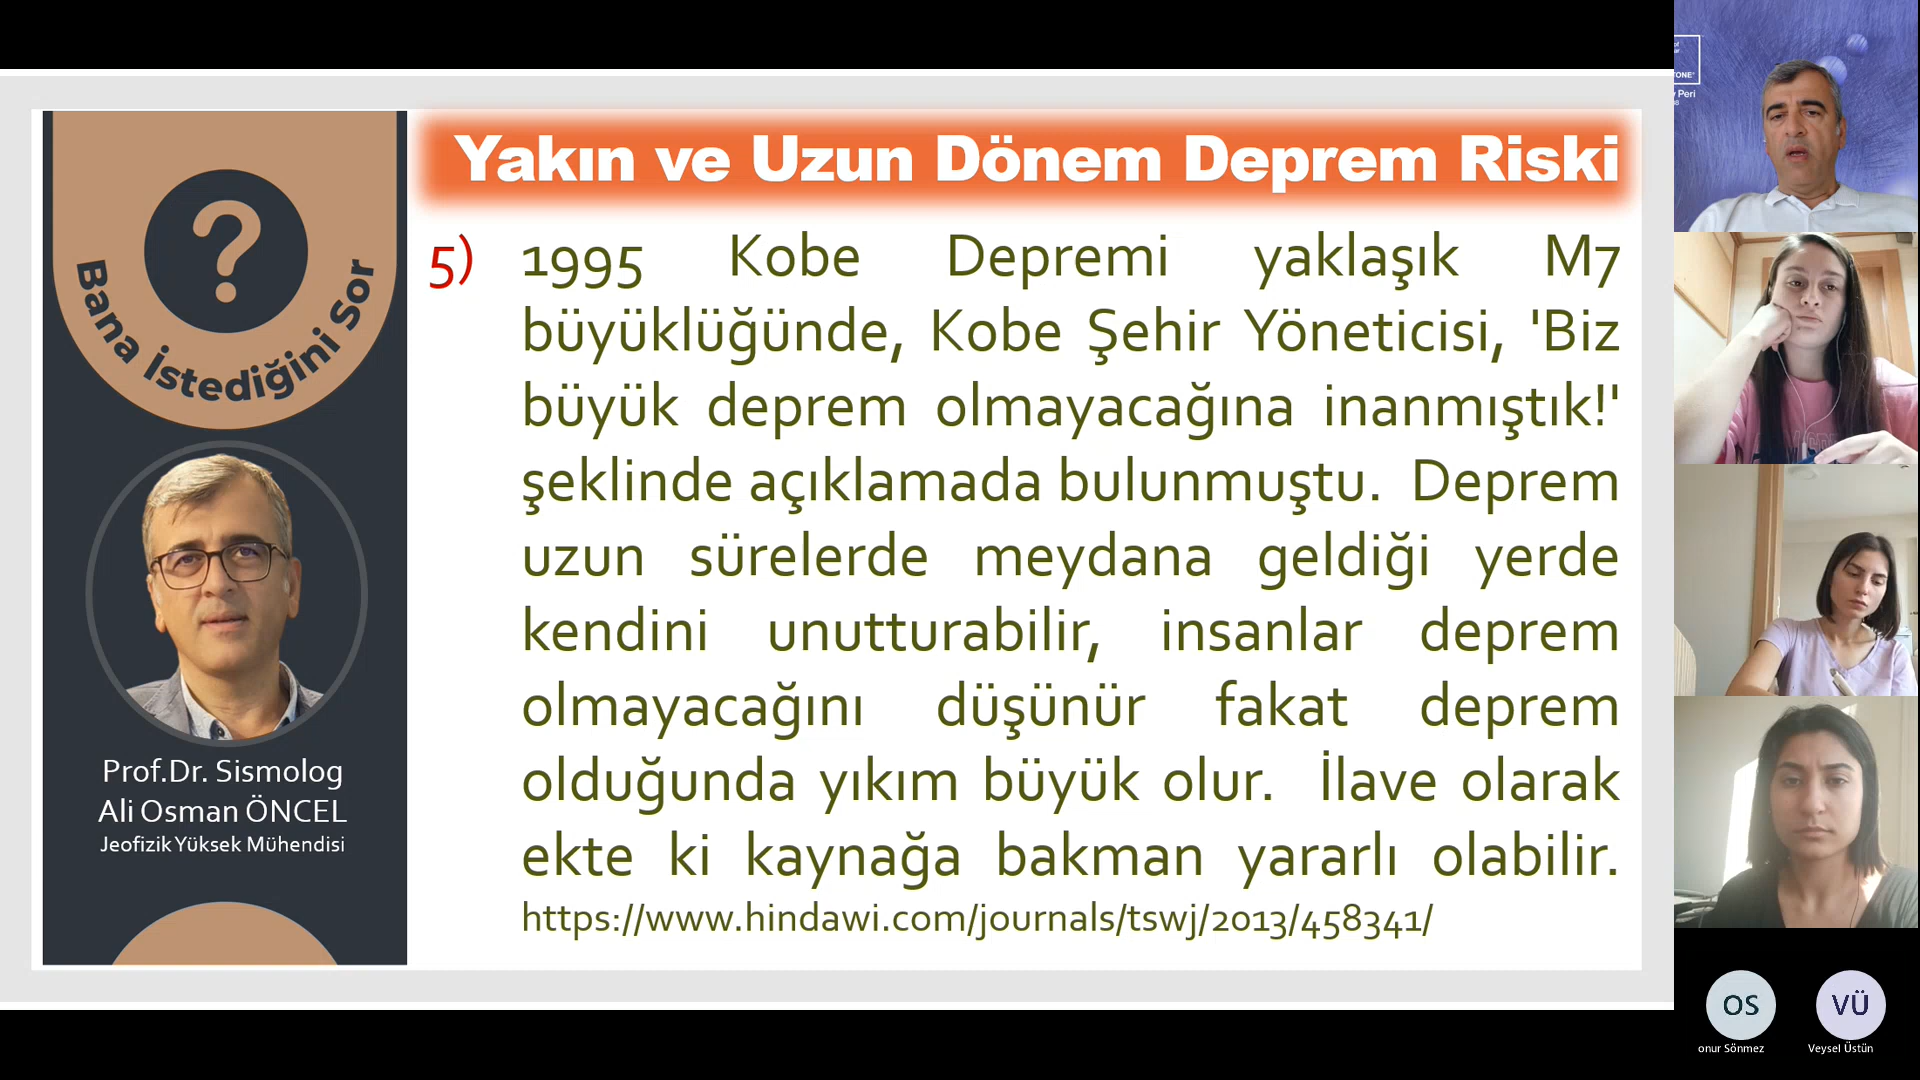 Bana İstediğini Sor
Prof.Dr. Sismolog
Ali Osman ÖNCEL
Jeofizik Yüksek Mühendisi
Yakın ve Uzun Dönem Deprem Riski
5) 1995 Kobe Depremi yaklaşık M7
büyüklüğünde, Kobe Şehir Yöneticisi, 'Biz
büyük deprem olmayacağına inanmıştık!'
şeklinde açıklamada bulunmuştu. Deprem
uzun sürelerde meydana geldiği yerde
kendini unutturabilir, insanlar deprem
olmayacağını düşünür fakat deprem
olduğunda yıkım büyük olur. İlave olarak
ekte ki kaynağa bakman yararlı olabilir.
https://www.hindawi.com/journals/tswj/2013/458341/
Peri
OS
onur Sönmez
VÜ
Veysel Üstün